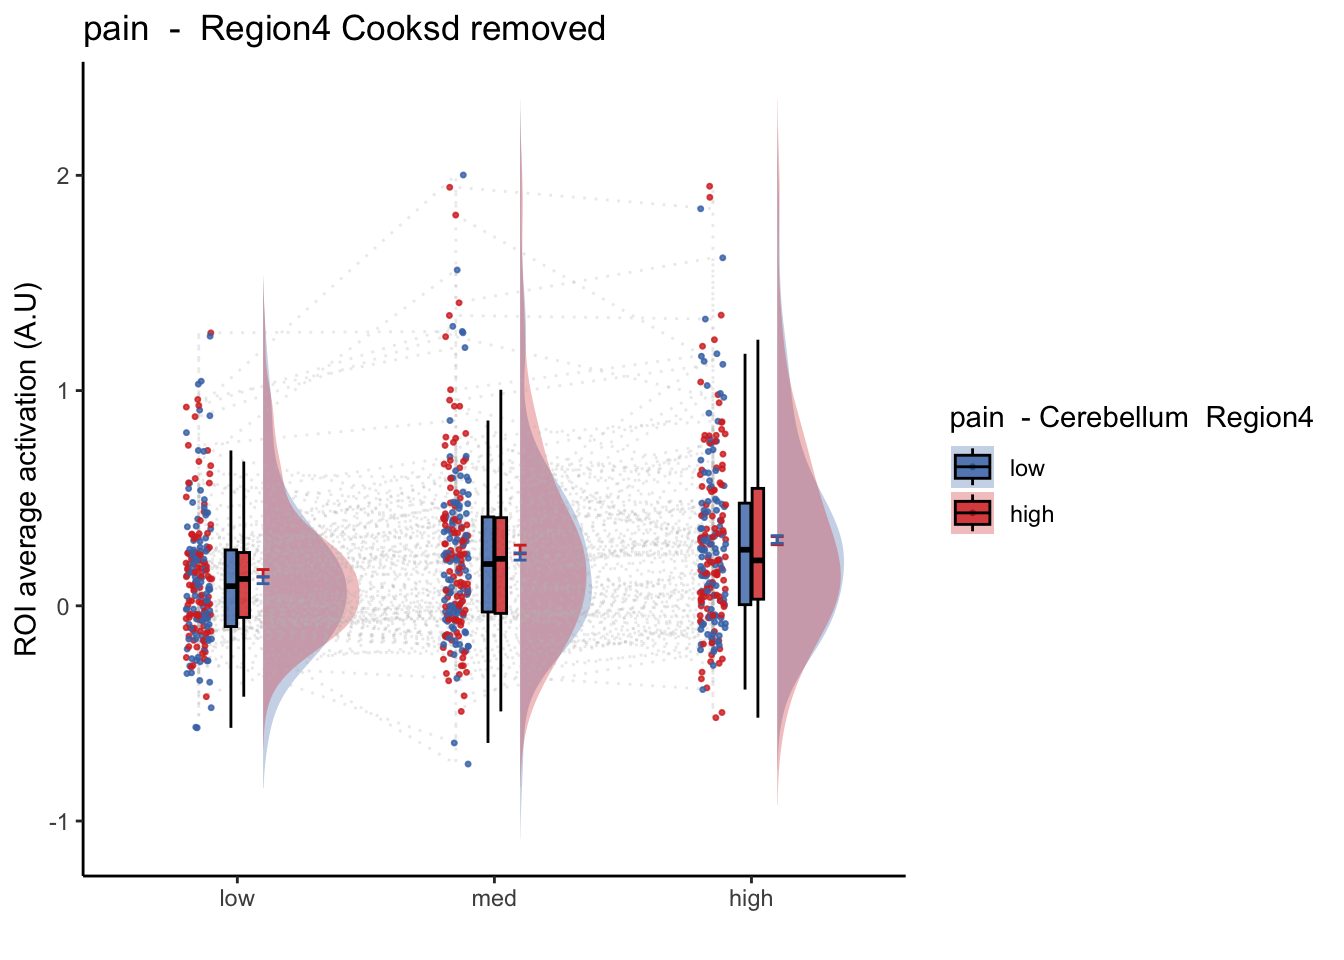 pain  -  Region4 Cooksd removed
ROI average activation (A.U)
2
1
0
-1
low
med
high
pain  - Cerebellum  Region4
low
high